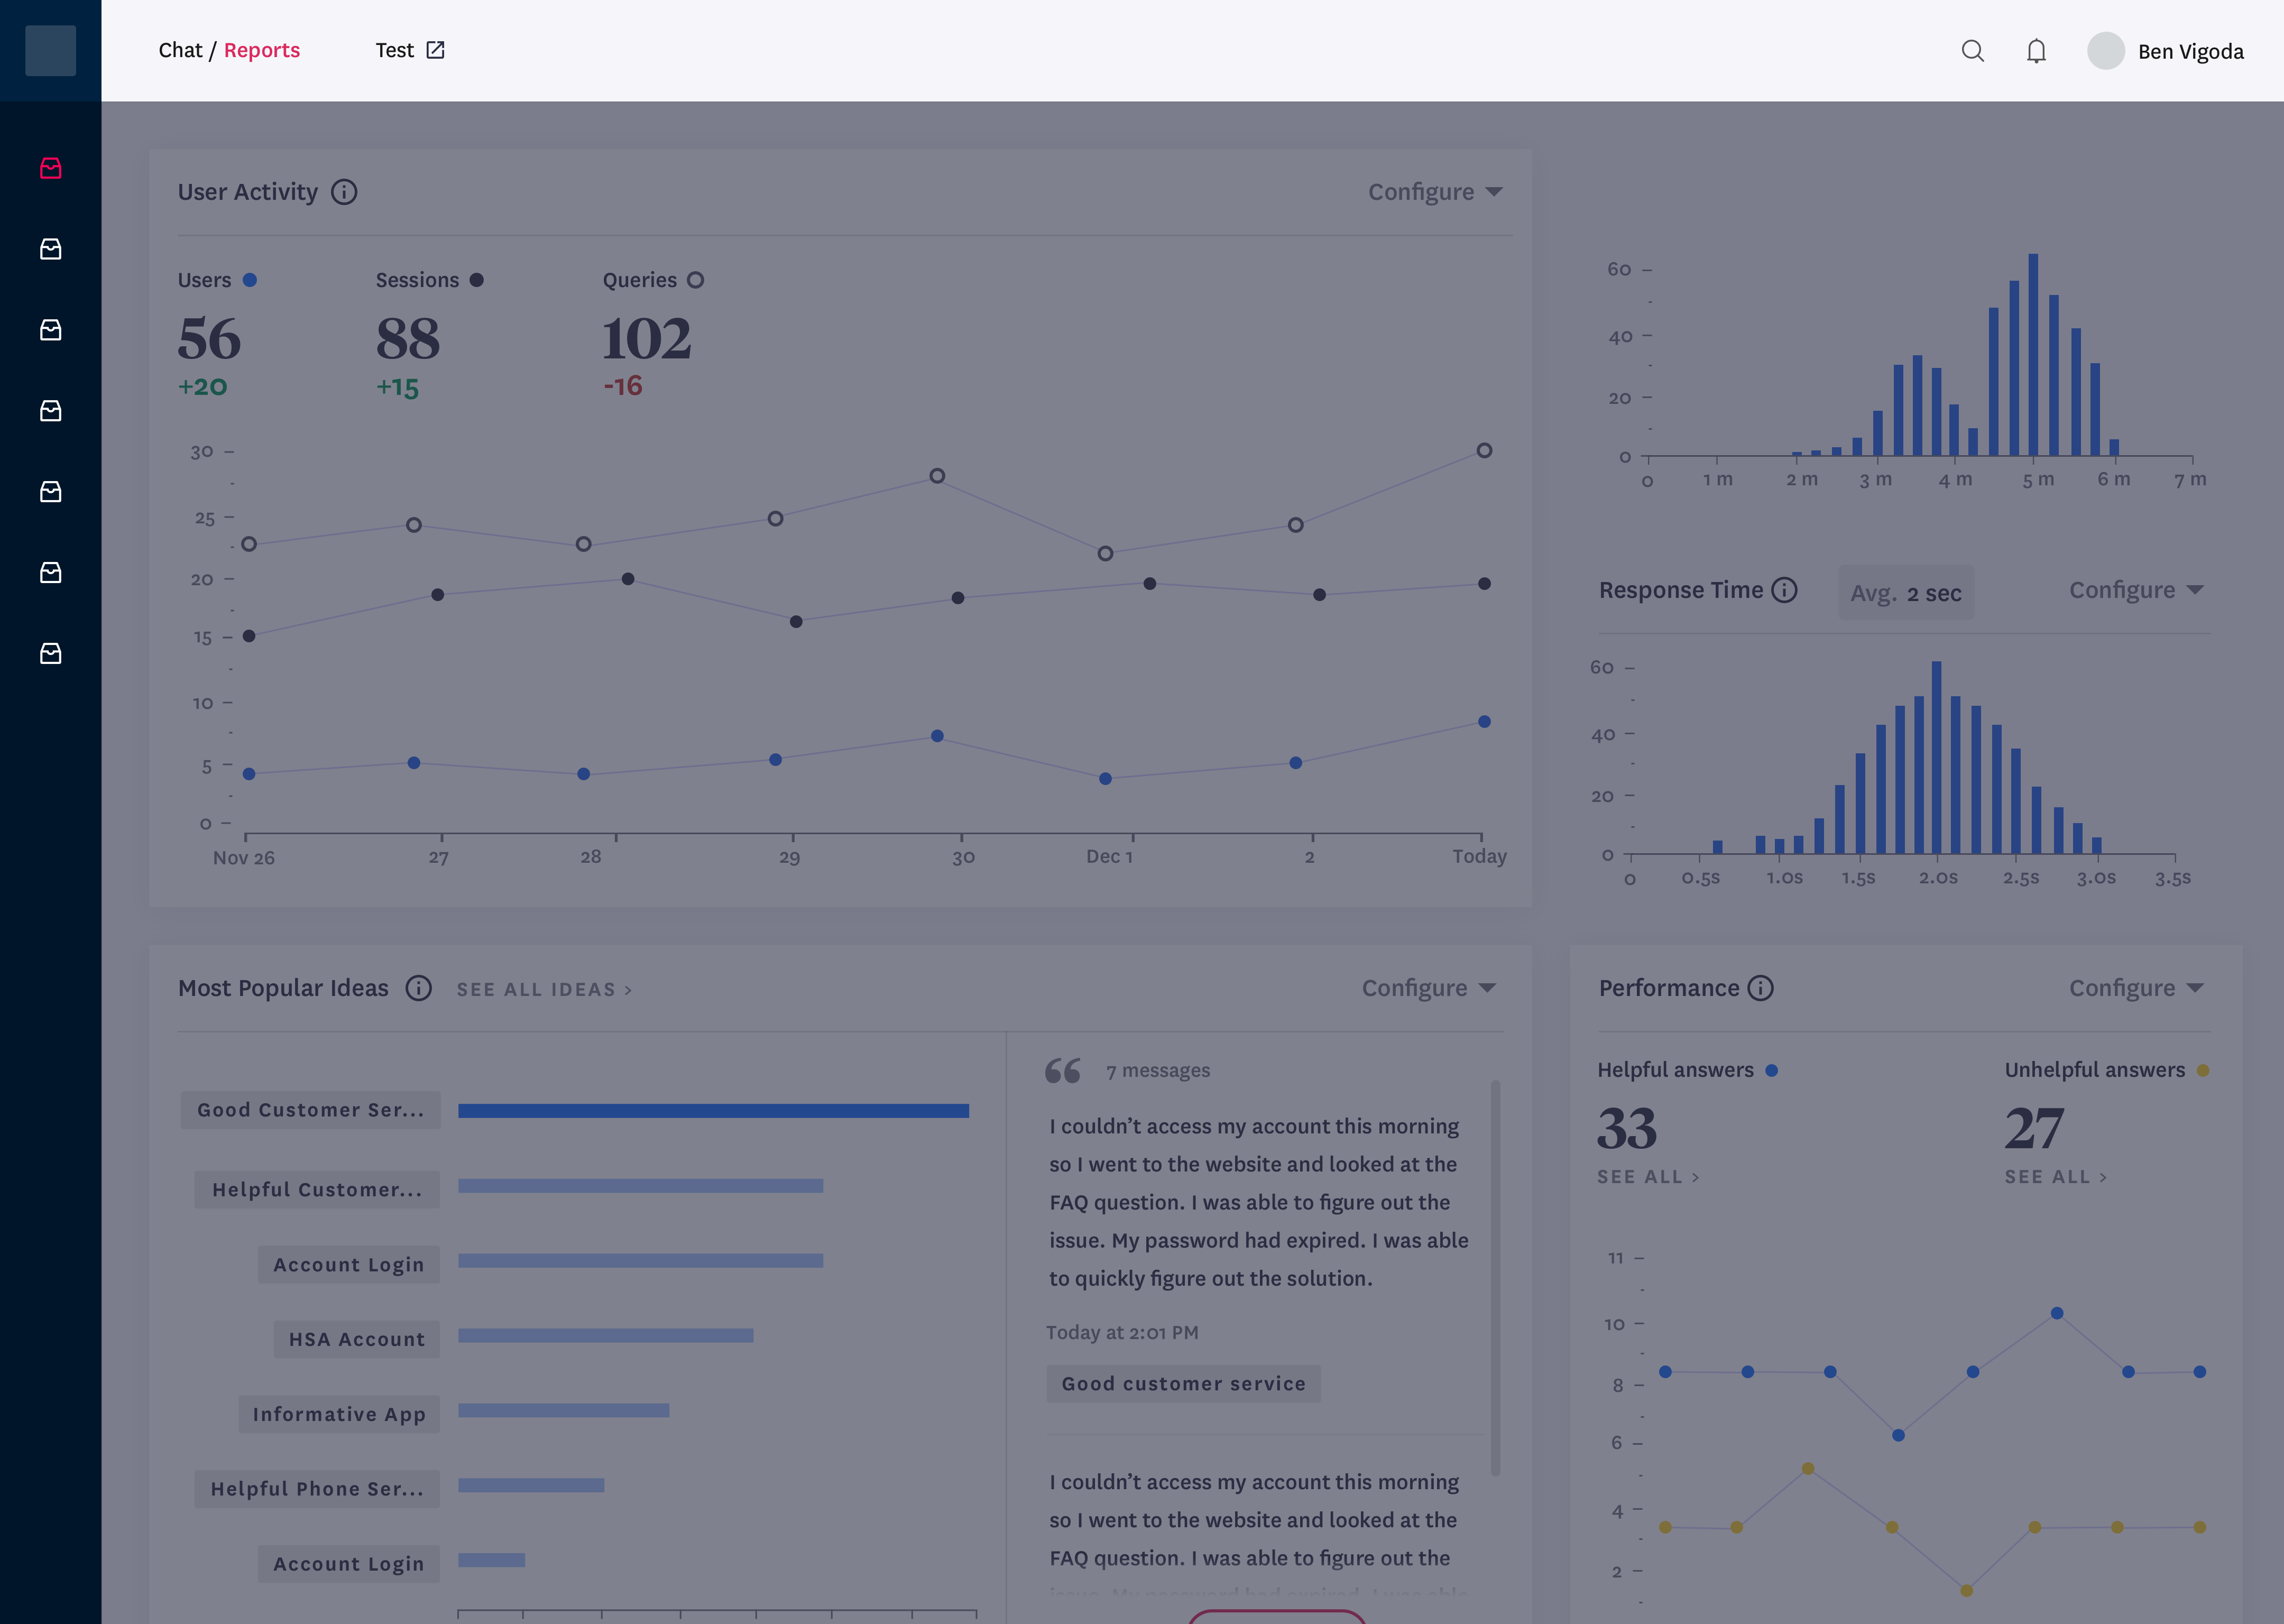 Chat / Reports
Test
Ben Vigoda
User Activity
Configure
Users
Sessions
Queries
56
88
102
+20
+15
-16
30
25
20
15
10
5
0
Nov 26
27
28
29
30
Dec 1
2
Today
60
40
20
0
0
1 m
2 m
3 m
4 m
5 m
6 m
7 m
Response Time
Avg. 2 sec
Configure
60
40
20
0
0
0.5s
1.0s
1.5s
2.0s
2.5s
3.0s
3.5s
Most Popular Ideas
SEE ALL IDEAS >
Configure
Good Customer Ser...
Helpful Customer...
Account Login
HSA Account
Informative App
Helpful Phone Ser...
Account Login
“ 7 messages
I couldn’t access my account this morning
so I went to the website and looked at the
FAQ question. I was able to figure out the
issue. My password had expired. I was able
to quickly figure out the solution.
Today at 2:01 PM
Good customer service
I couldn’t access my account this morning
so I went to the website and looked at the
FAQ question. I was able to figure out the
issue. My password had expired. I was able
Performance
Configure
Helpful answers
Unhelpful answers
33
27
SEE ALL >
SEE ALL >
11
10
8
6
4
2